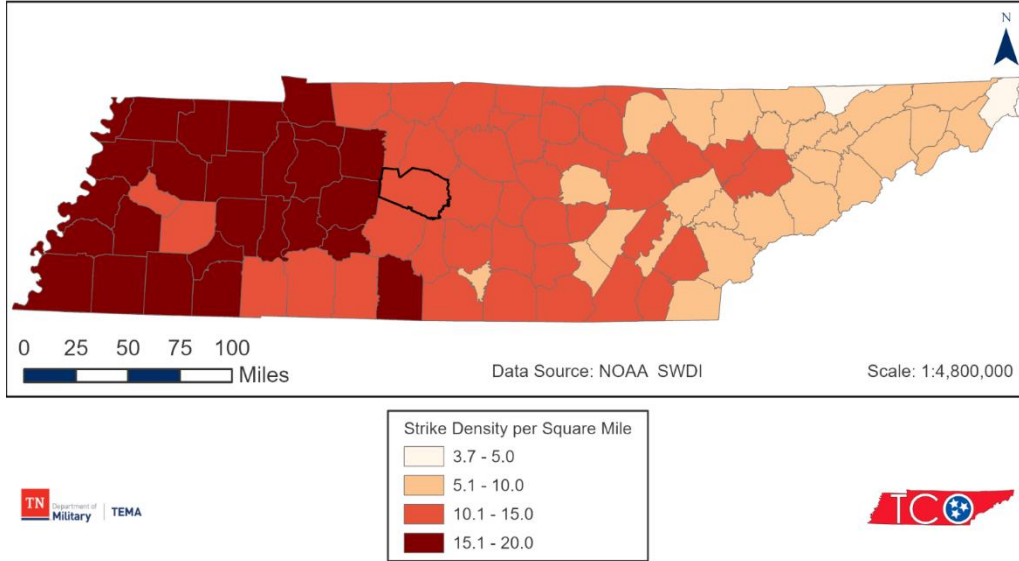 N
0 25 50 75 100
Miles
Data Source: NOAA SWDI
Scale: 1:4,800,000
Strike Density per Square Mile
3.7 - 5.0
5.1 - 10.0
10.1 - 15.0
15.1 - 20.0
TN
Department of
Military
TEMA
TCO